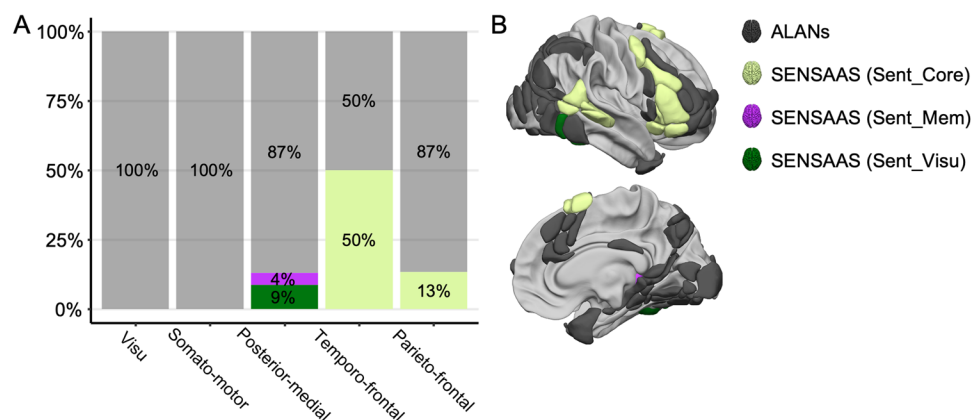 A
100%
75%
50%
25%
0%
100%
100%
87%
4%
9%
50%
50%
87%
13%
Visu
Somato-motor
Posterior-medial
Temporo-frontal
Parieto-frontal
B
ALANs
SENSAAS (Sent_Core)
SENSAAS (Sent_Mem)
SENSAAS (Sent_Visu)